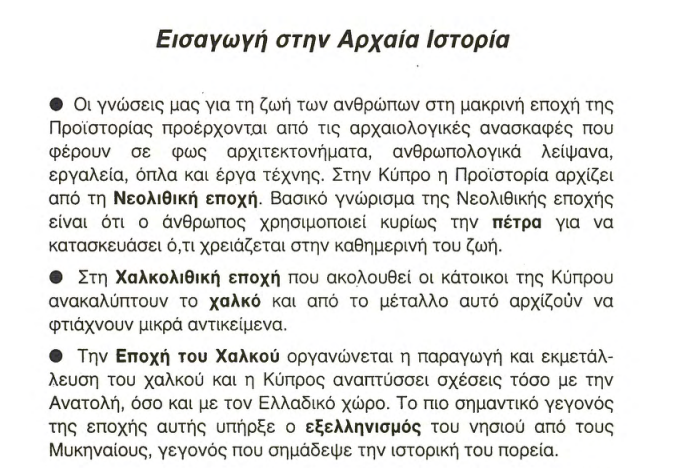 Εισαγωγή στην Αρχαία Ιστορία
● Οι γνώσεις μας για τη ζωή των ανθρώπων στη μακρινή εποχή της
Προϊστορίας προέρχονται από τις αρχαιολογικές ανασκαφές που
φέρουν σε φως αρχιτεκτονήματα, ανθρωπολογικά λείψανα,
εργαλεία, όπλα και έργα τέχνης. Στην Κύπρο η Προϊστορία αρχίζει
από τη Νεολιθική εποχή. Βασικό γνώρισμα της Νεολιθικής εποχής
είναι ότι ο άνθρωπος χρησιμοποιεί κυρίως την πέτρα για να
κατασκευάσει ό,τι χρειάζεται στην καθημερινή του ζωή.
● Στη Χαλκολιθική εποχή που ακολουθεί οι κάτοικοι της Κύπρου
ανακαλύπτουν το χαλκό και από το μέταλλο αυτό αρχίζουν να
φτιάχνουν μικρά αντικείμενα.
● Την Εποχή του Χαλκού οργανώνεται η παραγωγή και εκμετάλ-
λευση του χαλκού και η Κύπρος αναπτύσσει σχέσεις τόσο με την
Ανατολή, όσο και με τον Ελλαδικό χώρο. Το πιο σημαντικό γεγονός
της εποχής αυτής υπήρξε ο εξελληνισμός του νησιού από τους
Μυκηναίους, γεγονός που σημάδεψε την ιστορική του πορεία.